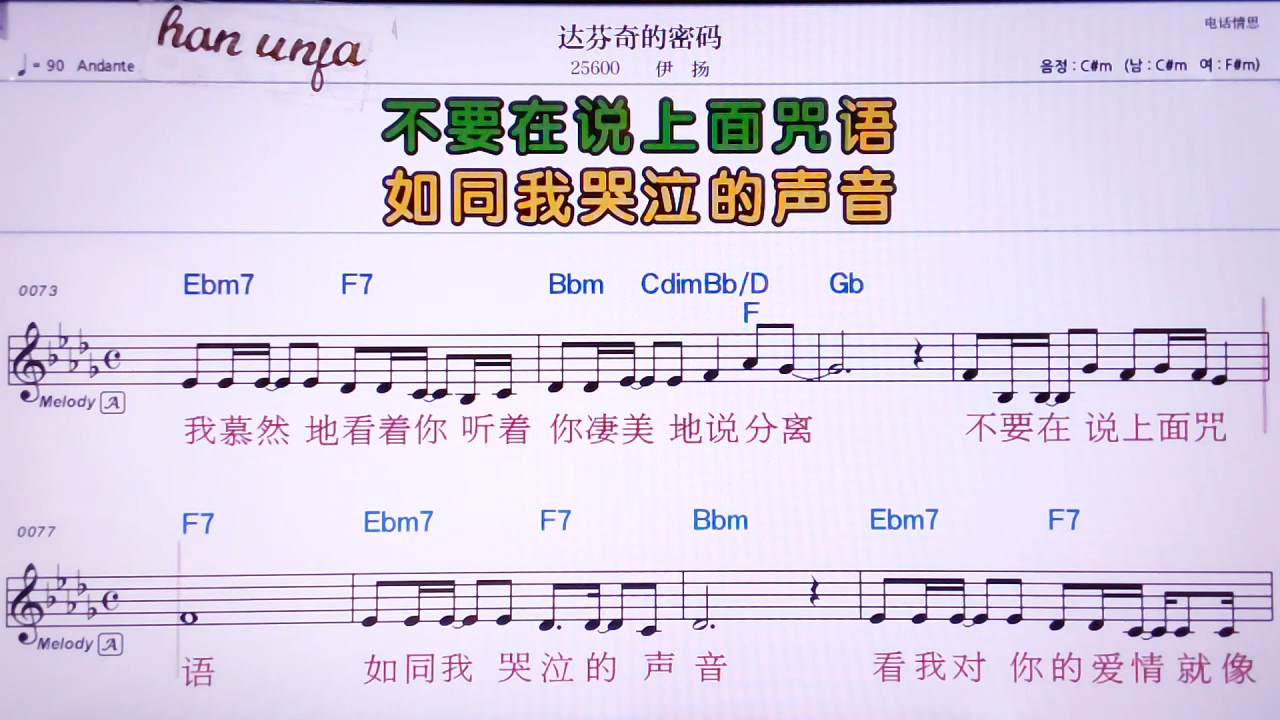 han unfa
达芬奇的密码
电话情思
♩= 90 Andante
25600 伊 扬
음정 : C#m (남 : C#m 여 : F#m)
不要在说上面咒语
如同我哭泣的声音
0073
Ebm7 F7 Bbm CdimBb/D Gb
F
Melody A
我慕然 地看着你 听着 你凄美 地说分离 不要在 说上面咒
0077
F7 Ebm7 F7 Bbm Ebm7 F7
Melody A
语 如同我 哭泣的 声 音 看我对 你的爱情就像